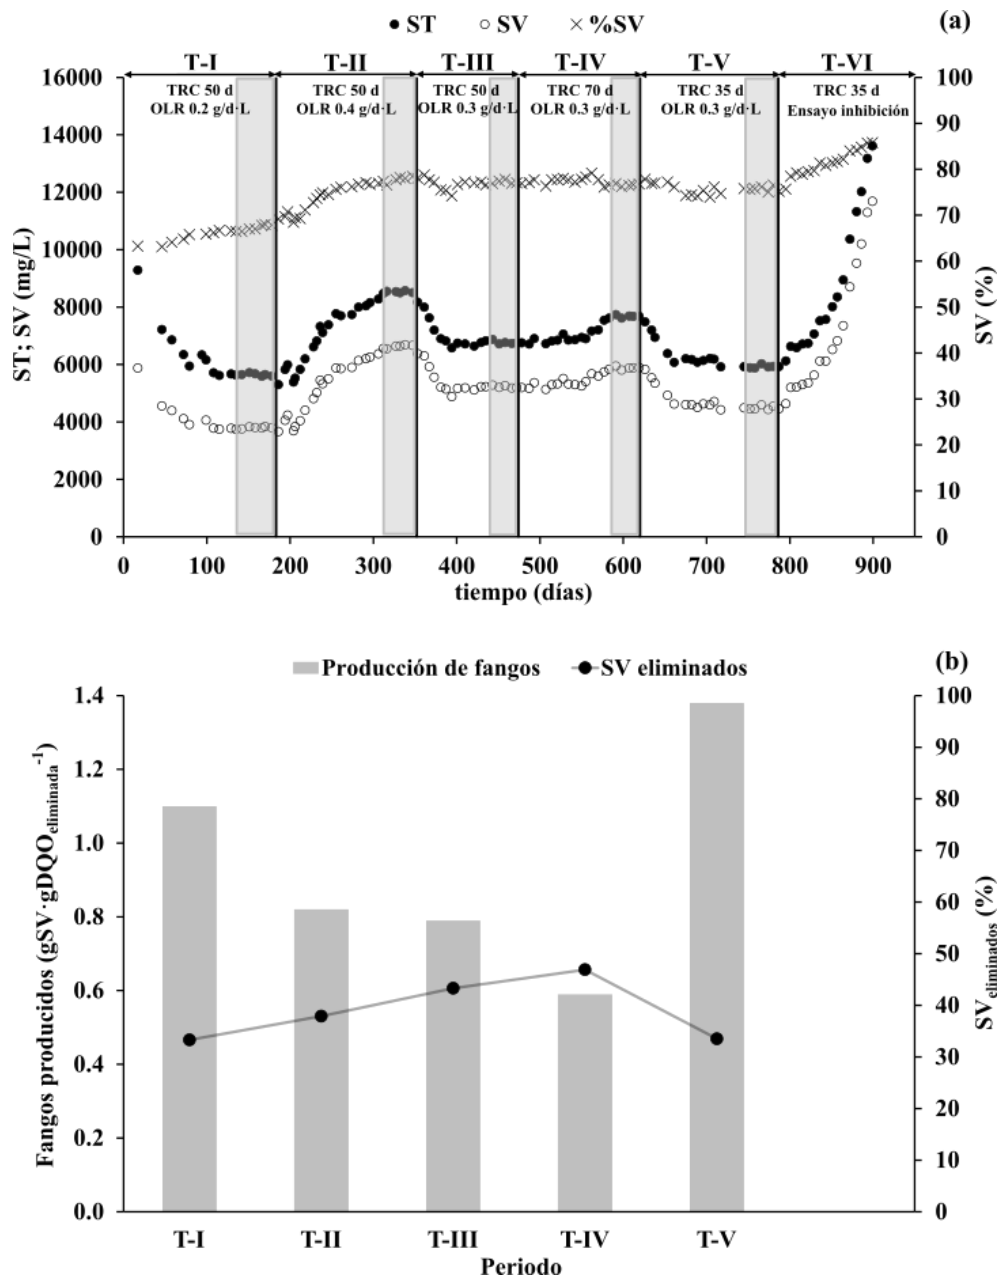 (a)
ST SV %SV
T-I T-II T-III T-IV T-V T-VI
TRC 50 d TRC 50 d TRC 50 d TRC 70 d TRC 35 d TRC 35 d
OLR 0.2 g/d·L OLR 0.4 g/d·L OLR 0.3 g/d·L OLR 0.3 g/d·L OLR 0.3 g/d·L Ensayo inhibición
16000 100
14000 90
12000 80
10000 70
8000 60
6000 50
4000 40
2000 30
0 20
10
0
ST; SV (mg/L)
SV (%)
0 100 200 300 400 500 600 700 800 900
tiempo (días)
(b)
Producción de fangos SV eliminados
1.4 100
1.2 90
1.0 80
0.8 70
0.6 60
0.4 50
0.2 40
0.0 30
20
10
0
Fangos producidos (gSV·gDQOeliminada-1)
SVeliminados (%)
T-I T-II T-III T-IV T-V
Periodo